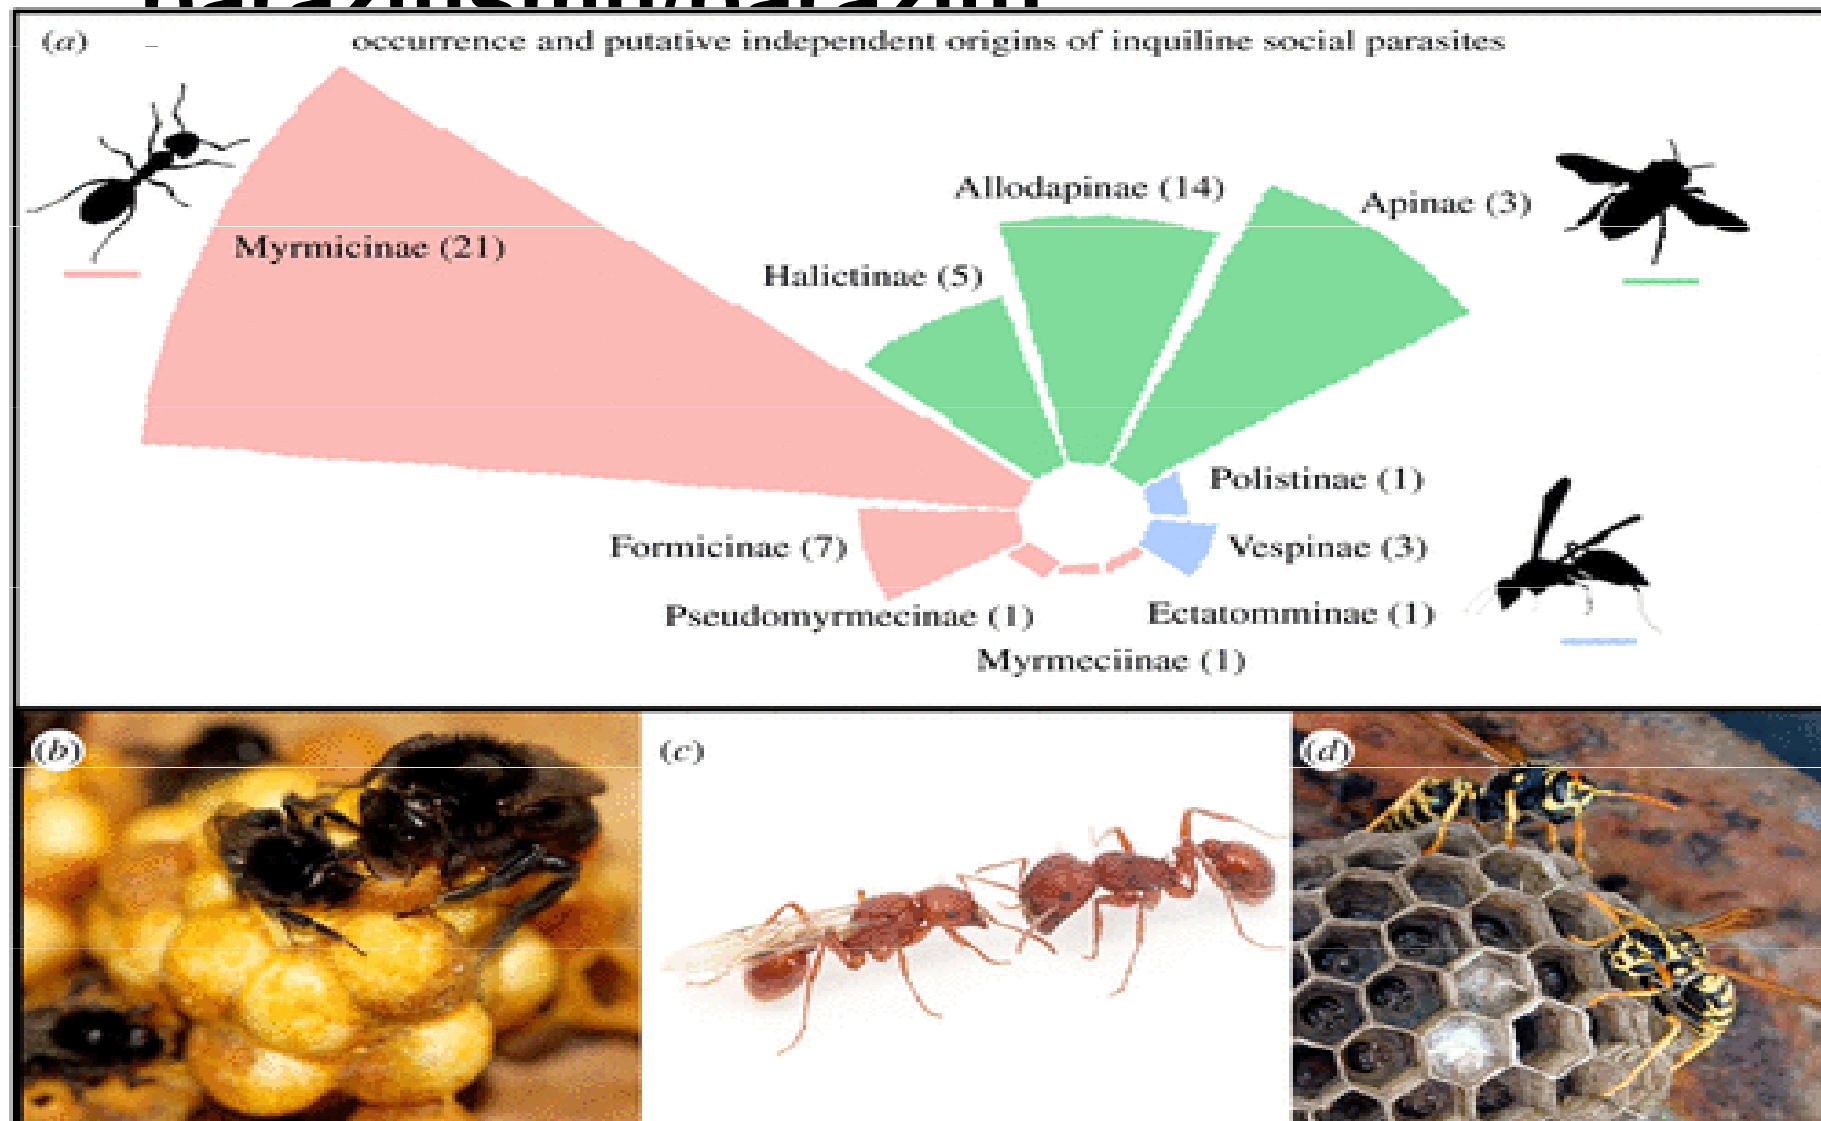 (a)
occurrence and putative independent origins of inquiline social parasites
Allodapinae (14)
Apinae (3)
Myrmicinae (21)
Halictinae (5)
Polistinae (1)
Formicinae (7)
Vespinae (3)
Pseudomyrmecinae (1)
Ectatomminae (1)
Myrmeciinae (1)
(b)
(c)
(d)